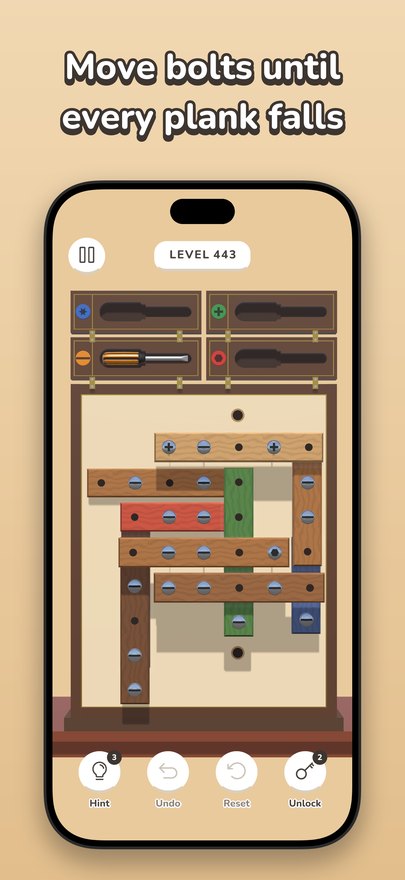 Move bolts until
every plank falls
LEVEL 443
3
2
Hint
Undo
Reset
Unlock